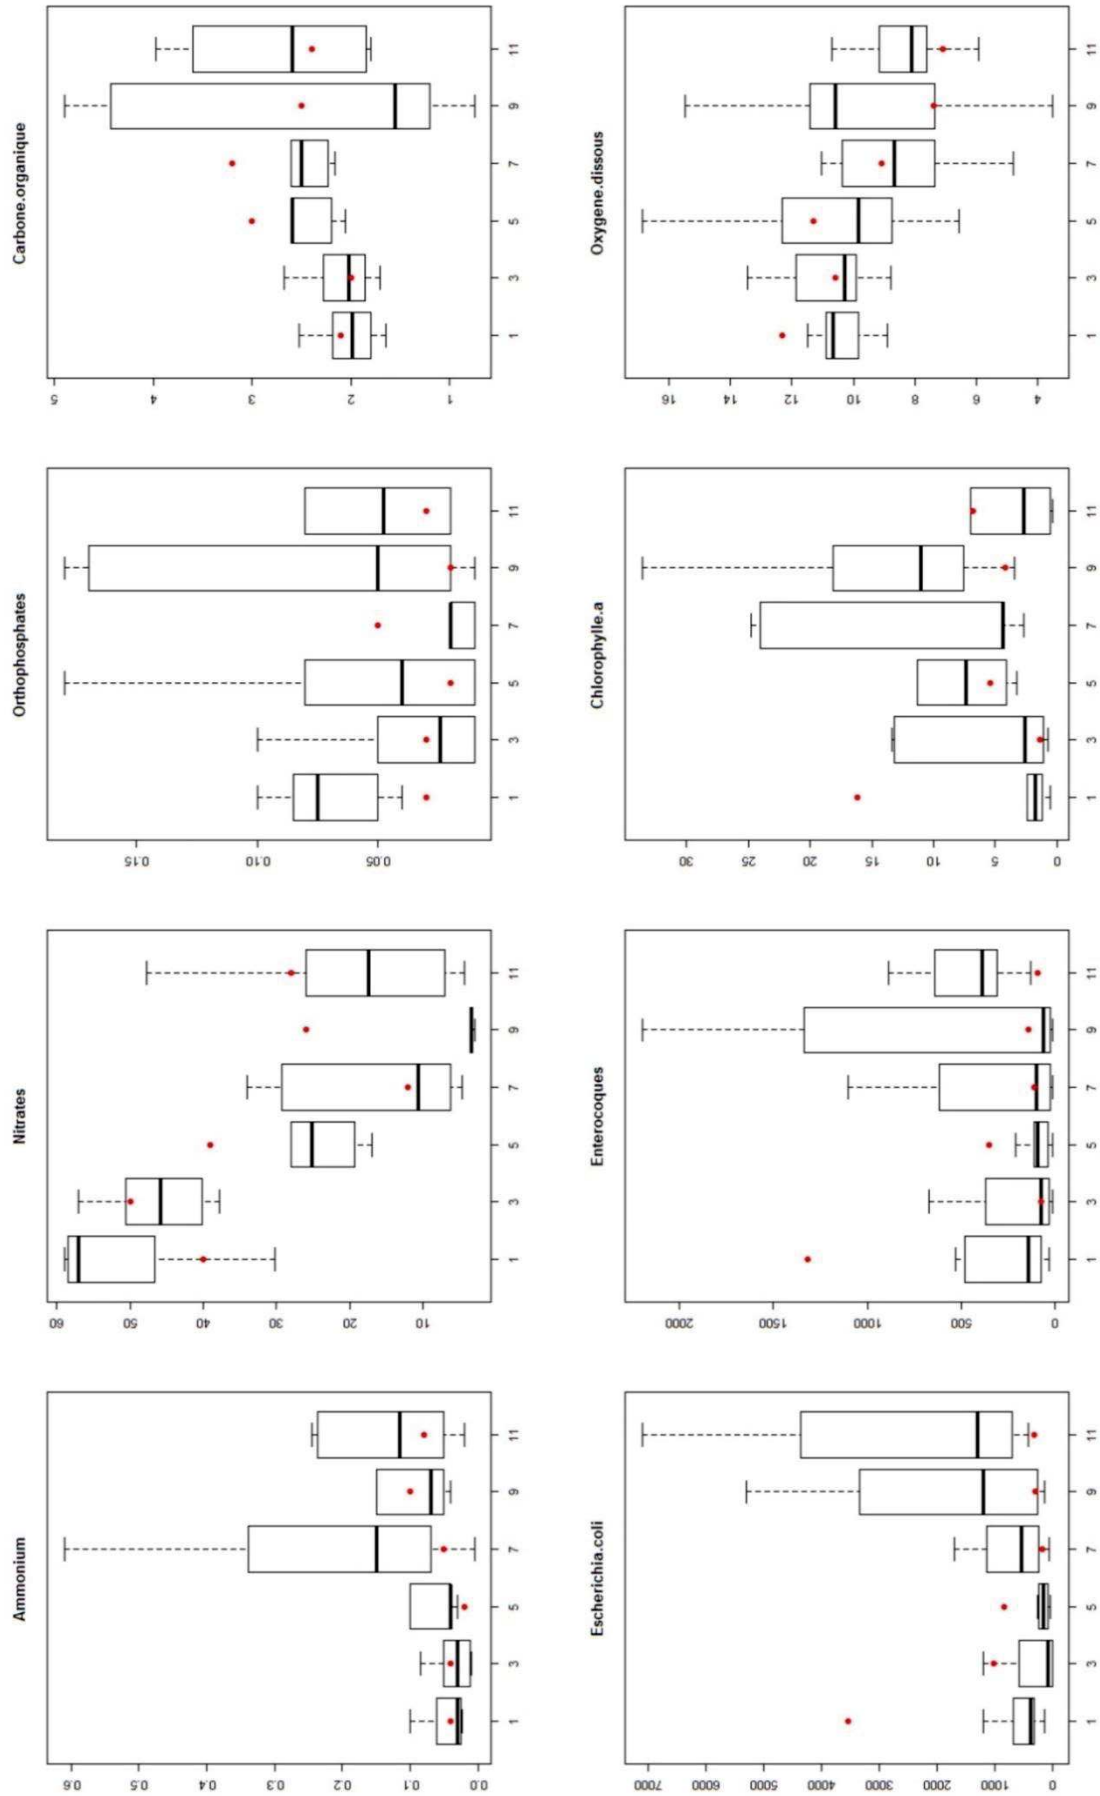 Ammonium
0.0 0.1 0.2 0.3 0.4 0.5 0.6
1 3 5 7 9 11
Nitrates
10 20 30 40 50 60
1 3 5 7 9 11
Orthophosphates
0.05 0.10 0.15
1 3 5 7 9 11
Carbone.organique
1 2 3 4 5
1 3 5 7 9 11
Escherichia.coli
0 1000 2000 3000 4000 5000 6000 7000
1 3 5 7 9 11
Enterocoques
0 500 1000 1500 2000
1 3 5 7 9 11
Chlorophylle.a
0 5 10 15 20 25 30
1 3 5 7 9 11
Oxygene.dissous
4 6 8 10 12 14 16
1 3 5 7 9 11